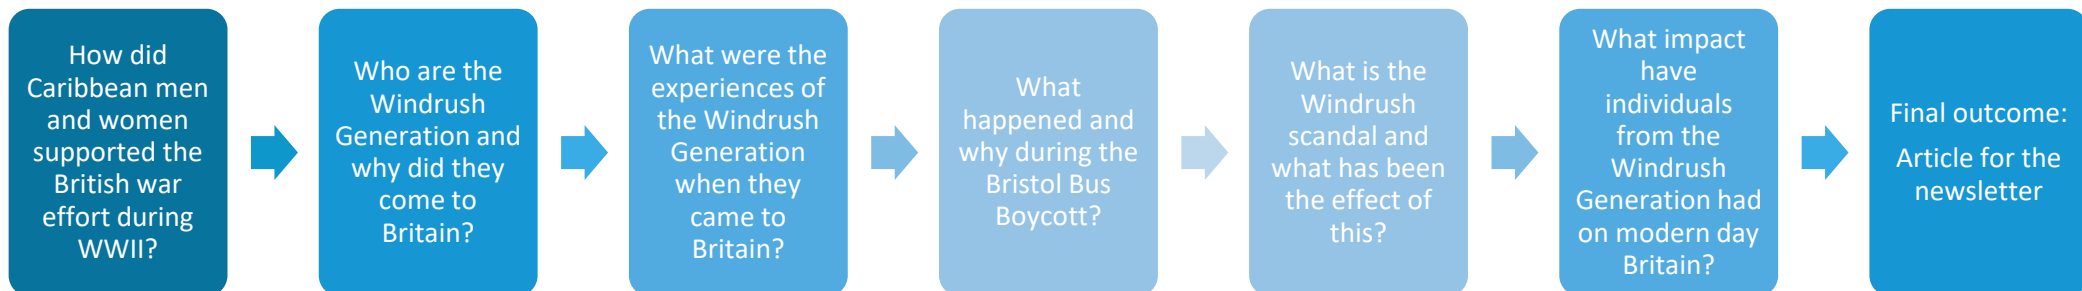 How did
Caribbean men
and women
supported the
British war
effort during
WWII?
Who are the
Windrush
Generation and
why did they
come to
Britain?
What were the
experiences of
the Windrush
Generation
when they
came to
Britain?
What
happened and
why during the
Bristol Bus
Boycott?
What is the
Windrush
scandal and
what has been
the effect of
this?
What impact
have
individuals
from the
Windrush
Generation had
on modern day
Britain?
Final outcome:
Article for the
newsletter